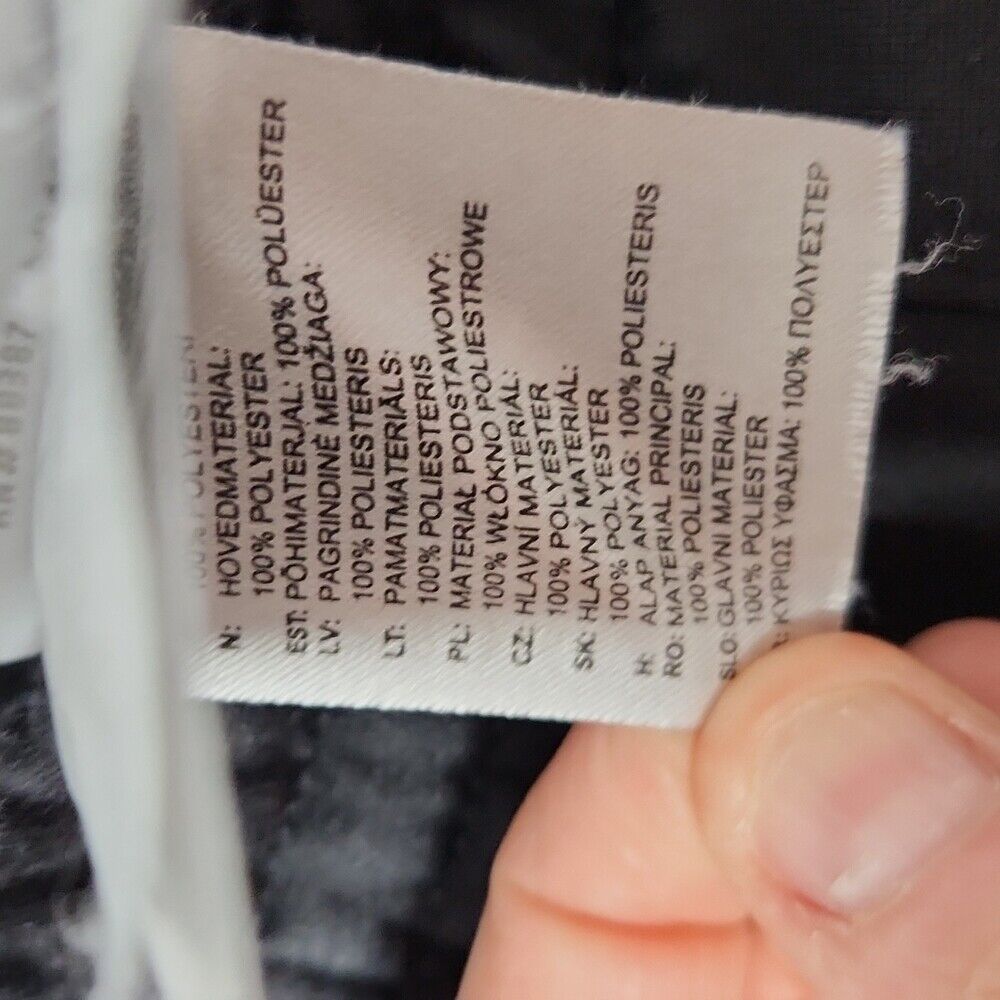 N: HOVEDMATERIAL:
100% POLYESTER
EST: PÔHIMATERJAL: 100% POLÜESTER
LV: PAGRINDINĖ MEDŽIAGA:
100% POLIESTERIS
LT: PAMATMATERIĀLS:
100% POLIESTERIS
PL: MATERIAŁ PODSTAWOWY:
100% WŁÓKNO POLIESTROWE
CZ: HLAVNÍ MATERIÁL:
100% POLYESTER
SK: HLAVNÝ MATERIÁL:
100% POLYESTER
H: ALAP ANYAG: 100% POLIESTERIS
RO: MATERIAL PRINCIPAL:
100% POLIESTERIS
SLO: GLAVNI MATERIAL:
100% POLIESTER
ΚΥΡΙΩΣ ΥΦΑΣΜΑ: 100% ΠΟΛΥΕΣΤΕΡ